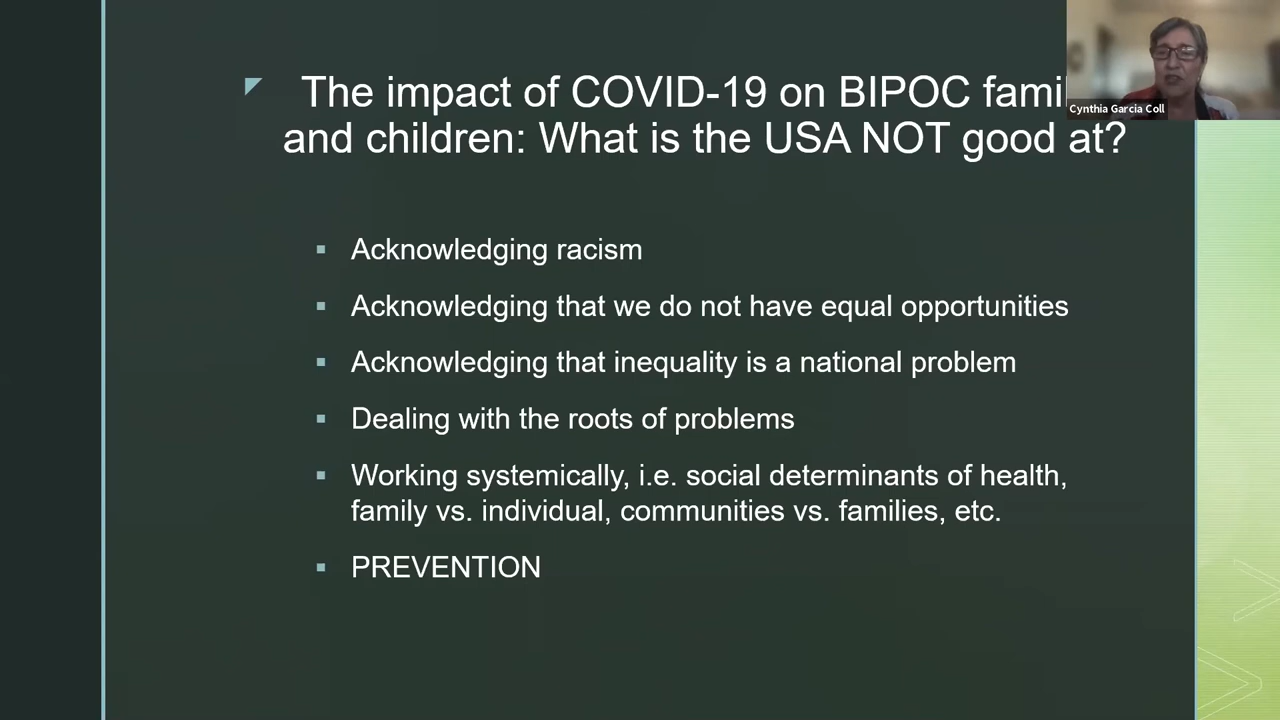 The impact of COVID-19 on BIPOC
and children: What is the USA NOT good at?
Cynthia Garcia Coll
Acknowledging racism
Acknowledging that we do not have equal opportunities
Acknowledging that inequality is a national problem
Dealing with the roots of problems
Working systemically, i.e. social determinants of health,
family vs. individual, communities vs. families, etc.
PREVENTION